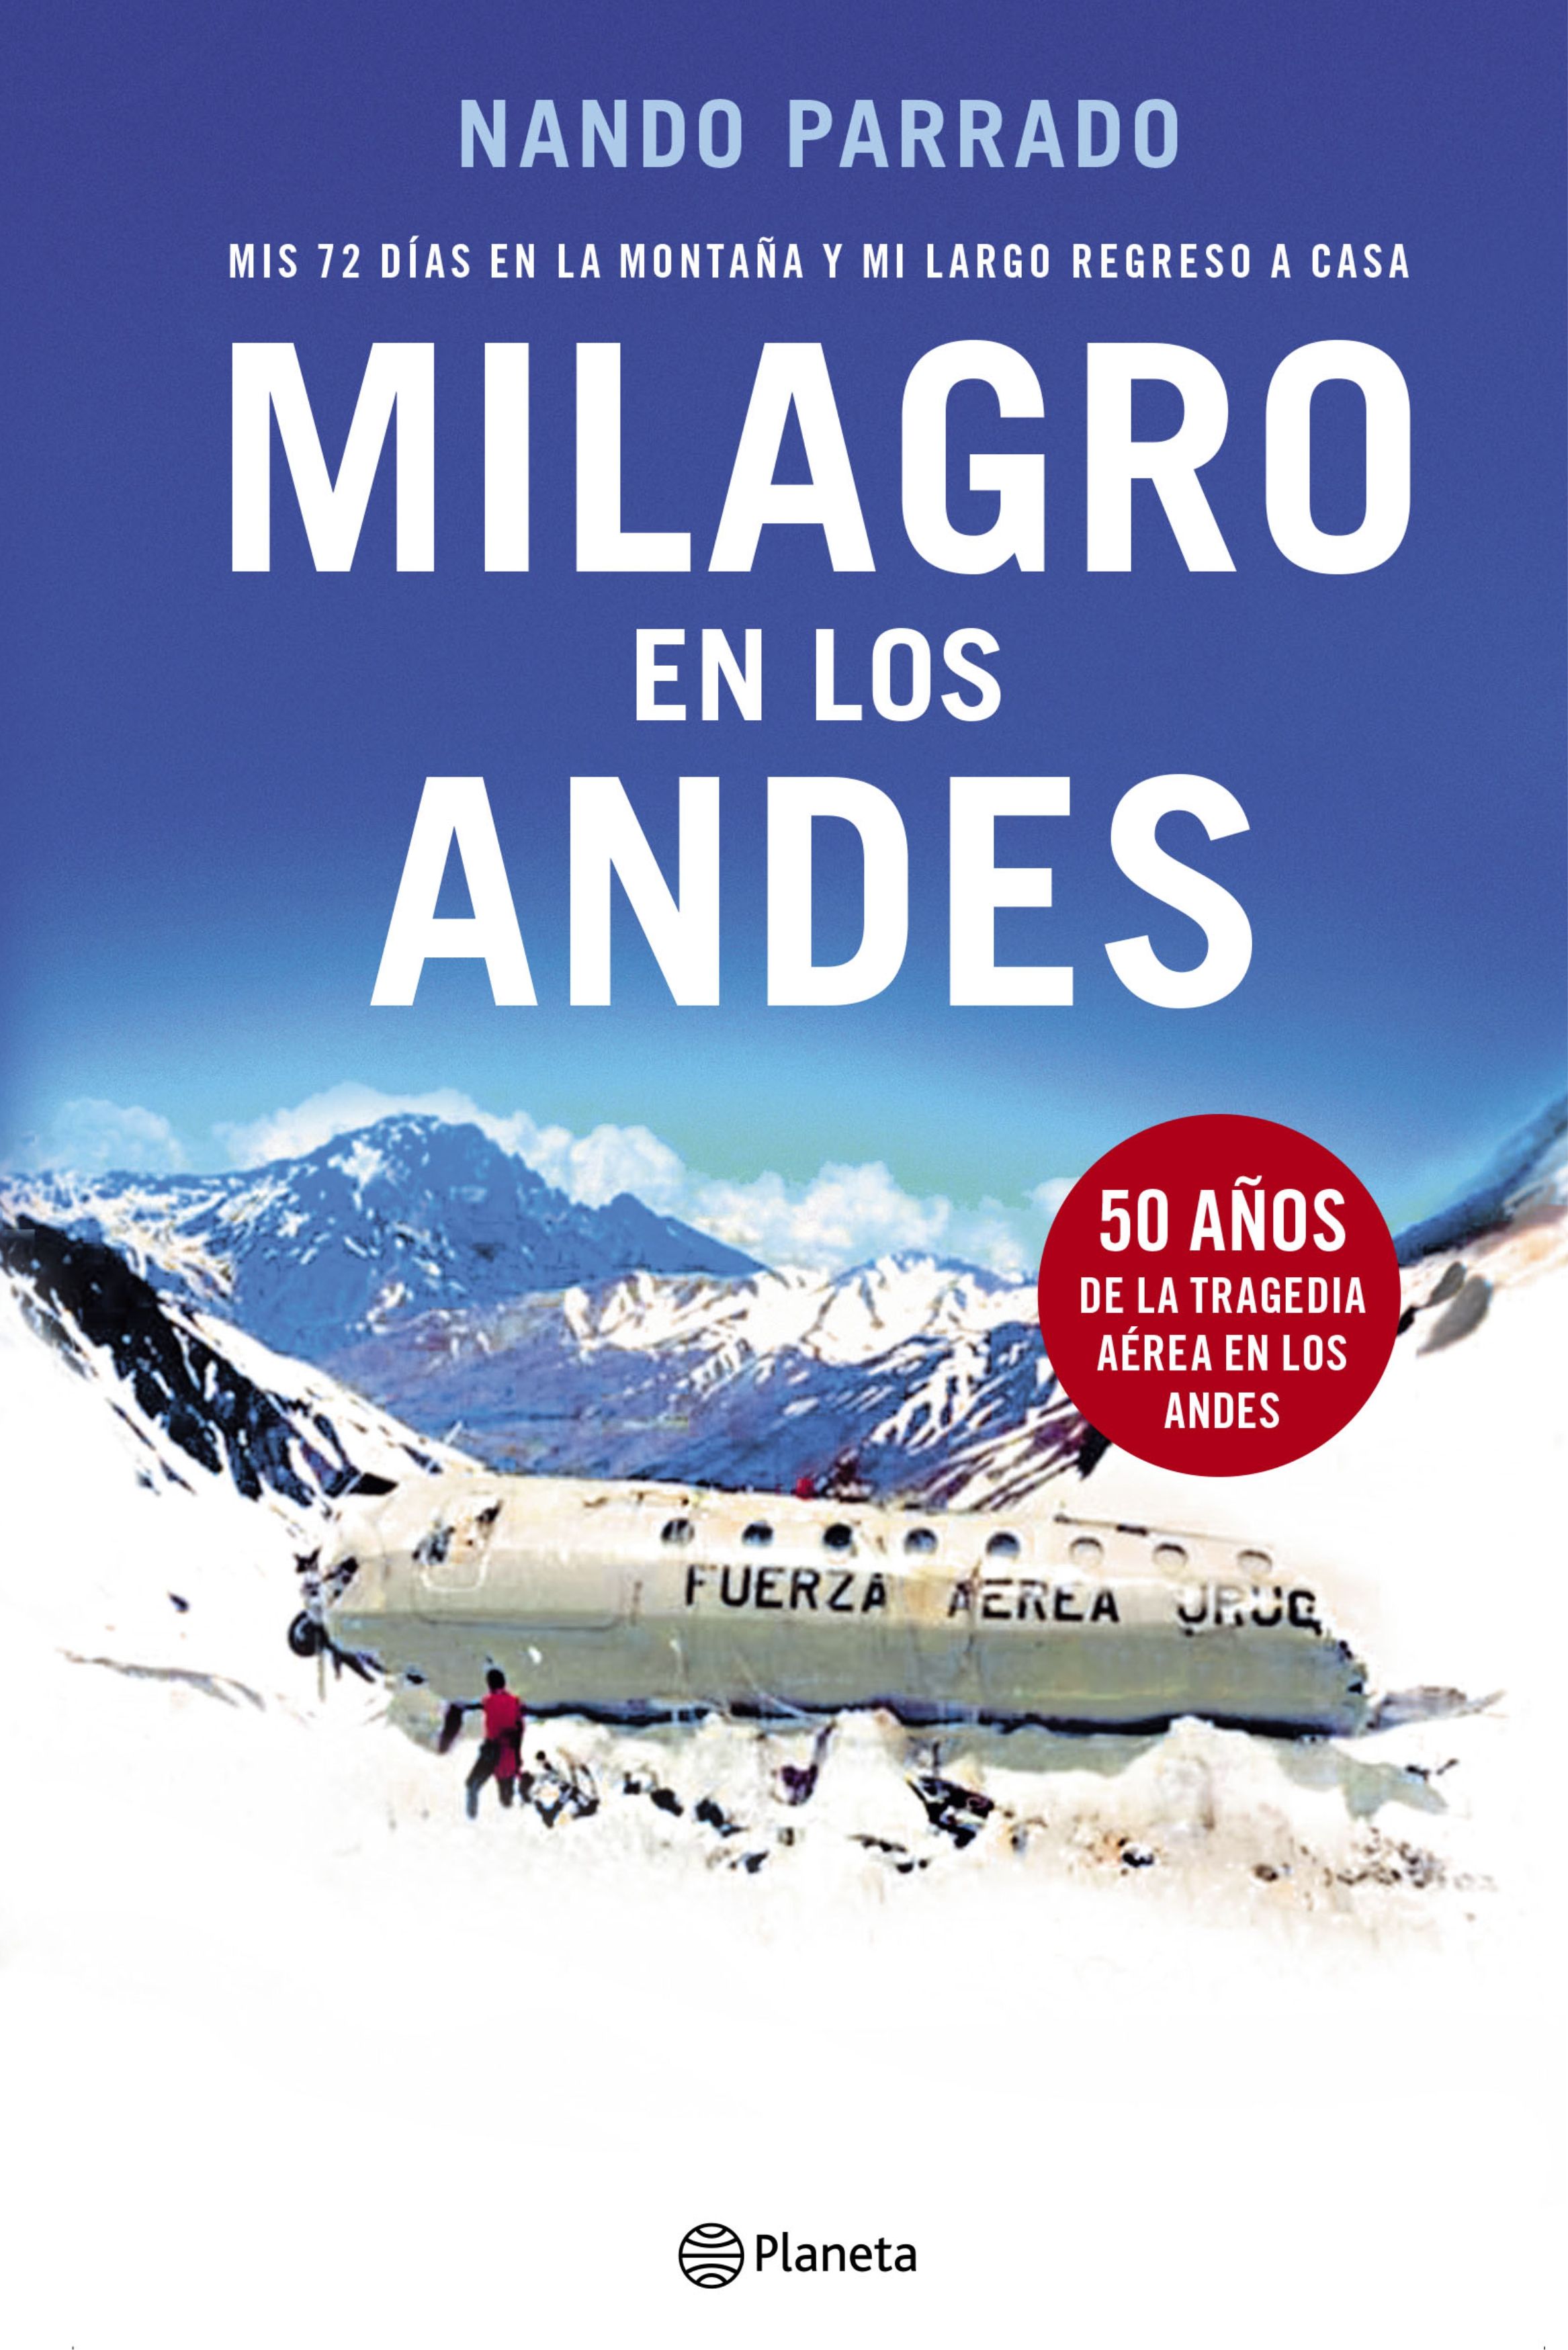 NANDO PARRADO
MIS 72 DÍAS EN LA MONTAÑA Y MI LARGO REGRESO A CASA
MILAGRO
EN LOS
ANDES
50 AÑOS
DE LA TRAGEDIA
AÉREA EN LOS
ANDES
FUERZA AEREA URUG
Planeta